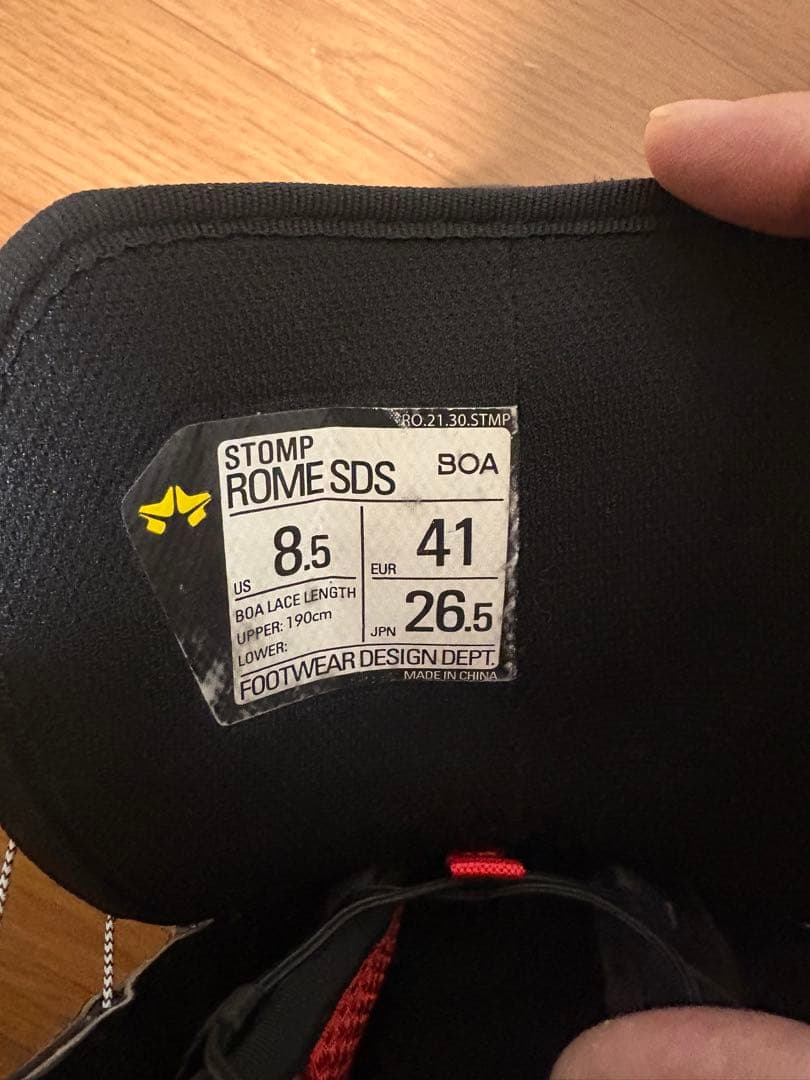 RO.21.30.STMP
STOMP
ROME SDS
BOA
US 8.5
EUR 41
BOA LACE LENGTH
UPPER: 190cm
LOWER:
JPN 26.5
FOOTWEAR DESIGN DEPT.
MADE IN CHINA